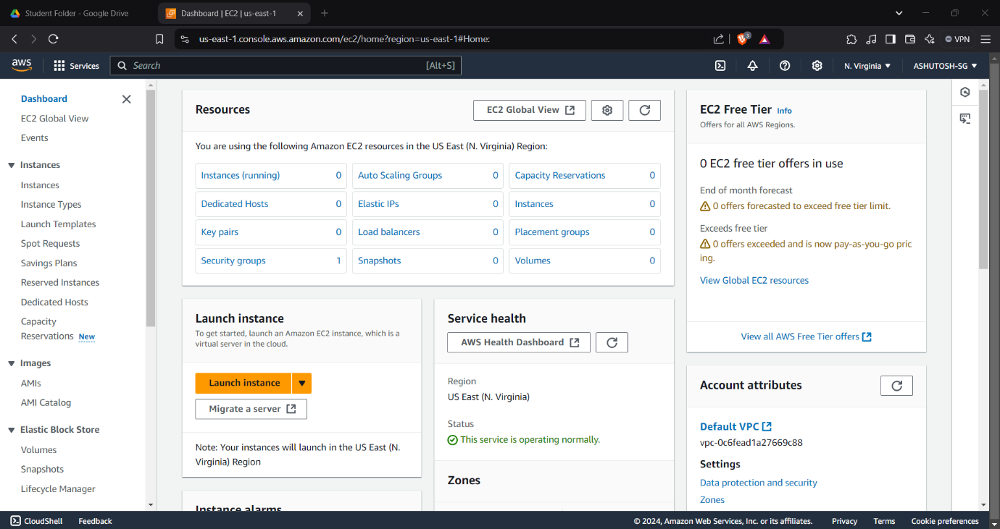 Student Folder - Google Drive
Dashboard | EC2 | us-east-1
us-east-1.console.aws.amazon.com/ec2/home?region=us-east-1#Home:
3
VPN
aws
Services
Search
[Alt+S]
N. Virginia
ASHUTOSH-SG
Dashboard
EC2 Global View
Events
Instances
Instances
Instance Types
Launch Templates
Spot Requests
Savings Plans
Reserved Instances
Dedicated Hosts
Capacity
Reservations New
Images
AMIs
AMI Catalog
Elastic Block Store
Volumes
Snapshots
Lifecycle Manager
Resources
EC2 Global View
You are using the following Amazon EC2 resources in the US East (N. Virginia) Region:
Instances (running) 0
Auto Scaling Groups 0
Capacity Reservations 0
Dedicated Hosts 0
Elastic IPs 0
Instances 0
Key pairs 0
Load balancers 0
Placement groups 0
Security groups 1
Snapshots 0
Volumes 0
Launch instance
To get started, launch an Amazon EC2 instance, which is a
virtual server in the cloud.
Launch instance
Migrate a server
Note: Your instances will launch in the US East (N.
Virginia) Region
Instance alarms
Service health
AWS Health Dashboard
Region
US East (N. Virginia)
Status
This service is operating normally.
Zones
EC2 Free Tier Info
Offers for all AWS Regions.
0 EC2 free tier offers in use
End of month forecast
0 offers forecasted to exceed free tier limit.
Exceeds free tier
0 offers exceeded and is now pay-as-you-go pric
ing.
View Global EC2 resources
View all AWS Free Tier offers
Account attributes
Default VPC
vpc-0c6fead1a27669c88
Settings
Data protection and security
Zones
CloudShell
Feedback
© 2024, Amazon Web Services, Inc. or its affiliates.
Privacy
Terms
Cookie preferences